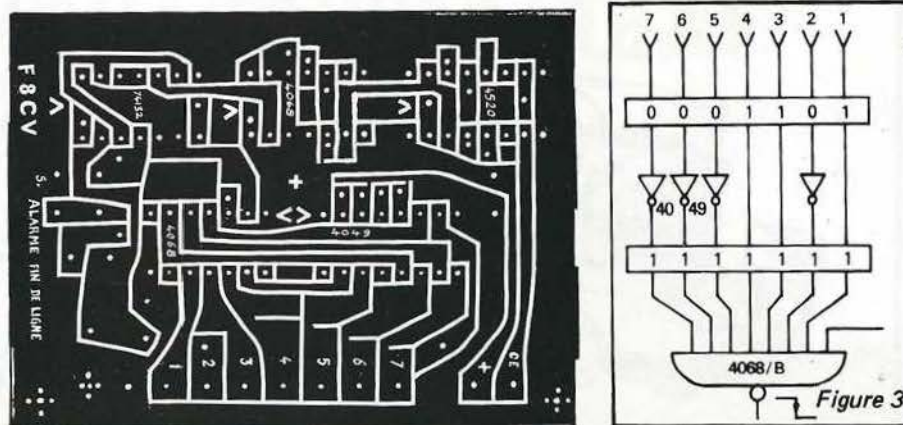 F8CV
74132
4068
4520
5. ALARME FIN DE LIGNE
4068
4049
1 2 3 4 5 6 7 + CE
7 6 5 4 3 2 1
0 0 0 1 1 0 1
40 49
1 1 1 1 1 1 1
4068/B
Figure 3